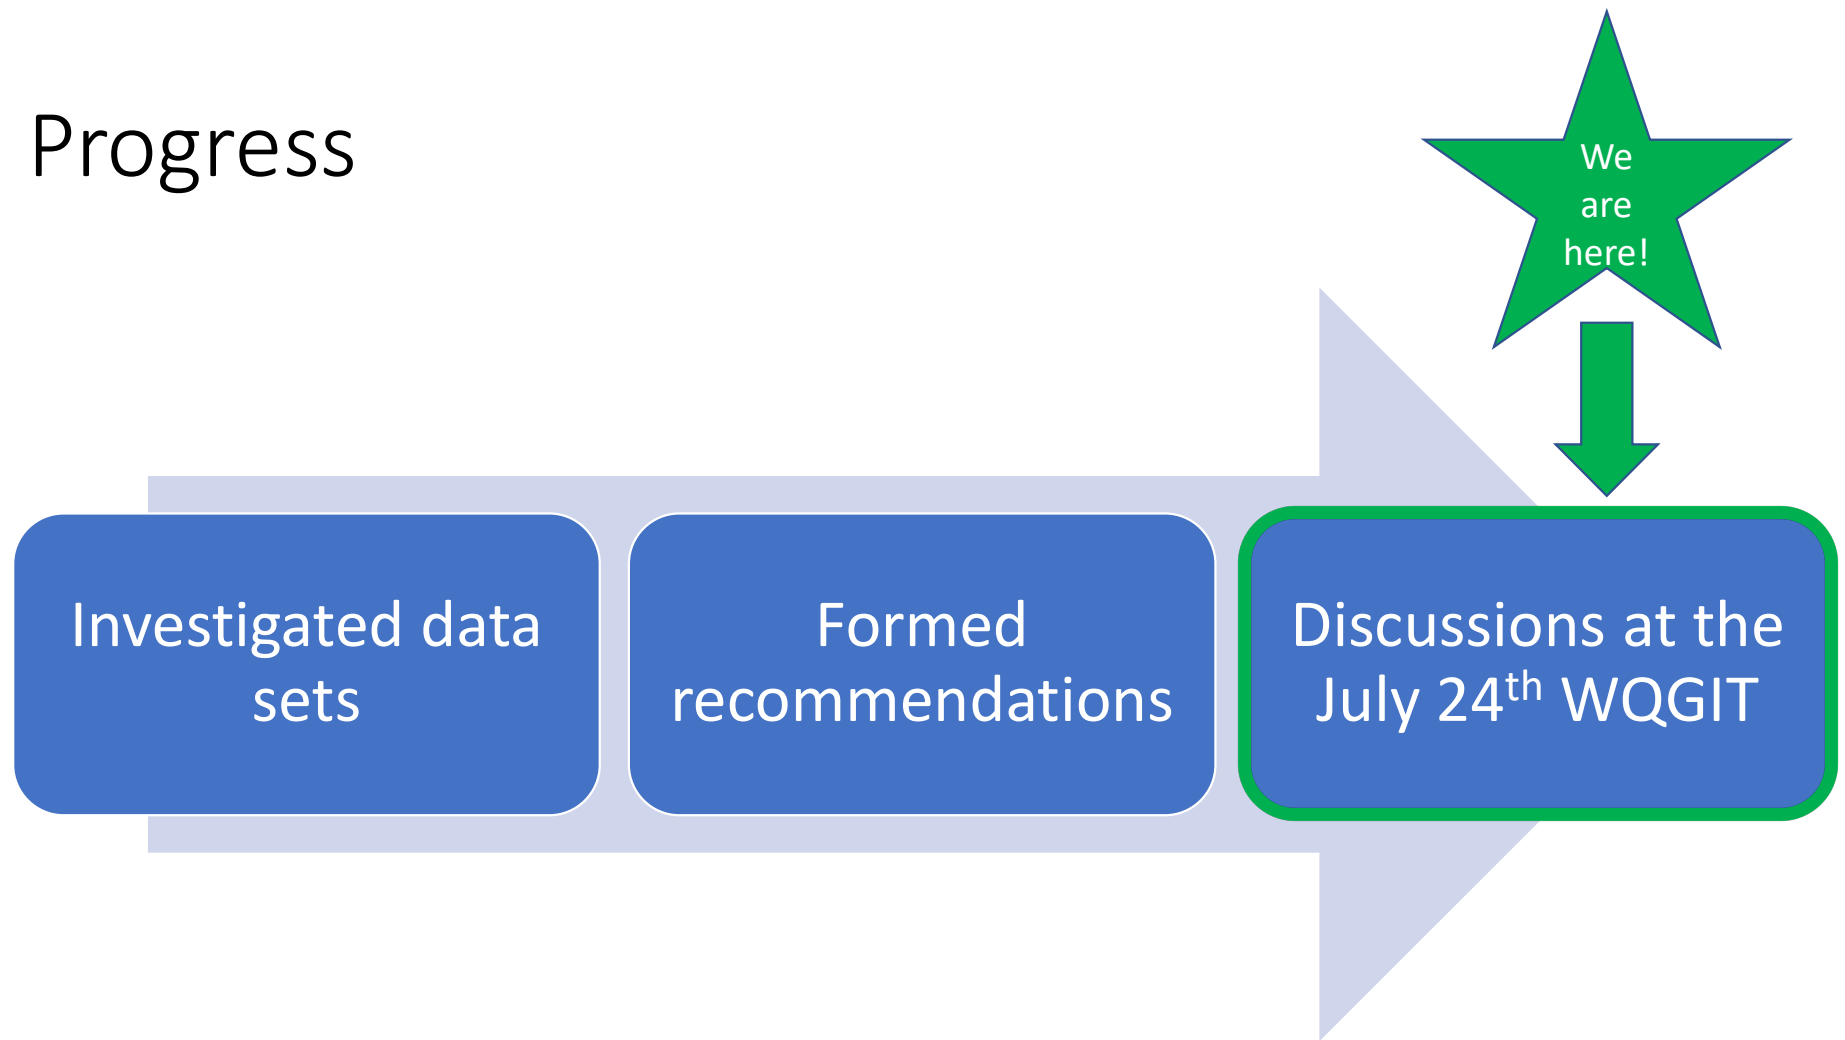 Progress
We
are
here!
Investigated data
sets
Formed
recommendations
Discussions at the
July 24th WQGIT